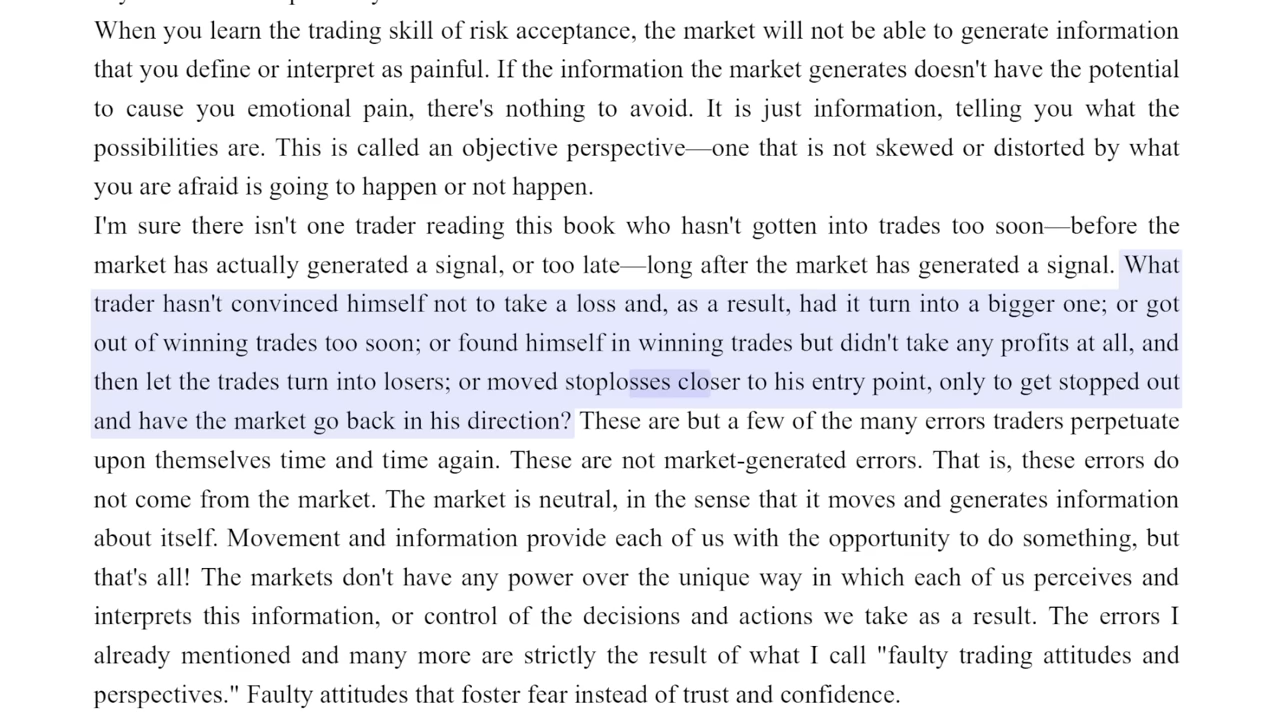 When you learn the trading skill of risk acceptance, the market will not be able to generate information
that you define or interpret as painful. If the information the market generates doesn't have the potential
to cause you emotional pain, there's nothing to avoid. It is just information, telling you what the
possibilities are. This is called an objective perspective—one that is not skewed or distorted by what
you are afraid is going to happen or not happen.
I'm sure there isn't one trader reading this book who hasn't gotten into trades too soon—before the
market has actually generated a signal, or too late—long after the market has generated a signal. What
trader hasn't convinced himself not to take a loss and, as a result, had it turn into a bigger one; or got
out of winning trades too soon; or found himself in winning trades but didn't take any profits at all, and
then let the trades turn into losers; or moved stoplosses closer to his entry point, only to get stopped out
and have the market go back in his direction? These are but a few of the many errors traders perpetuate
upon themselves time and time again. These are not market-generated errors. That is, these errors do
not come from the market. The market is neutral, in the sense that it moves and generates information
about itself. Movement and information provide each of us with the opportunity to do something, but
that's all! The markets don't have any power over the unique way in which each of us perceives and
interprets this information, or control of the decisions and actions we take as a result. The errors I
already mentioned and many more are strictly the result of what I call "faulty trading attitudes and
perspectives." Faulty attitudes that foster fear instead of trust and confidence.